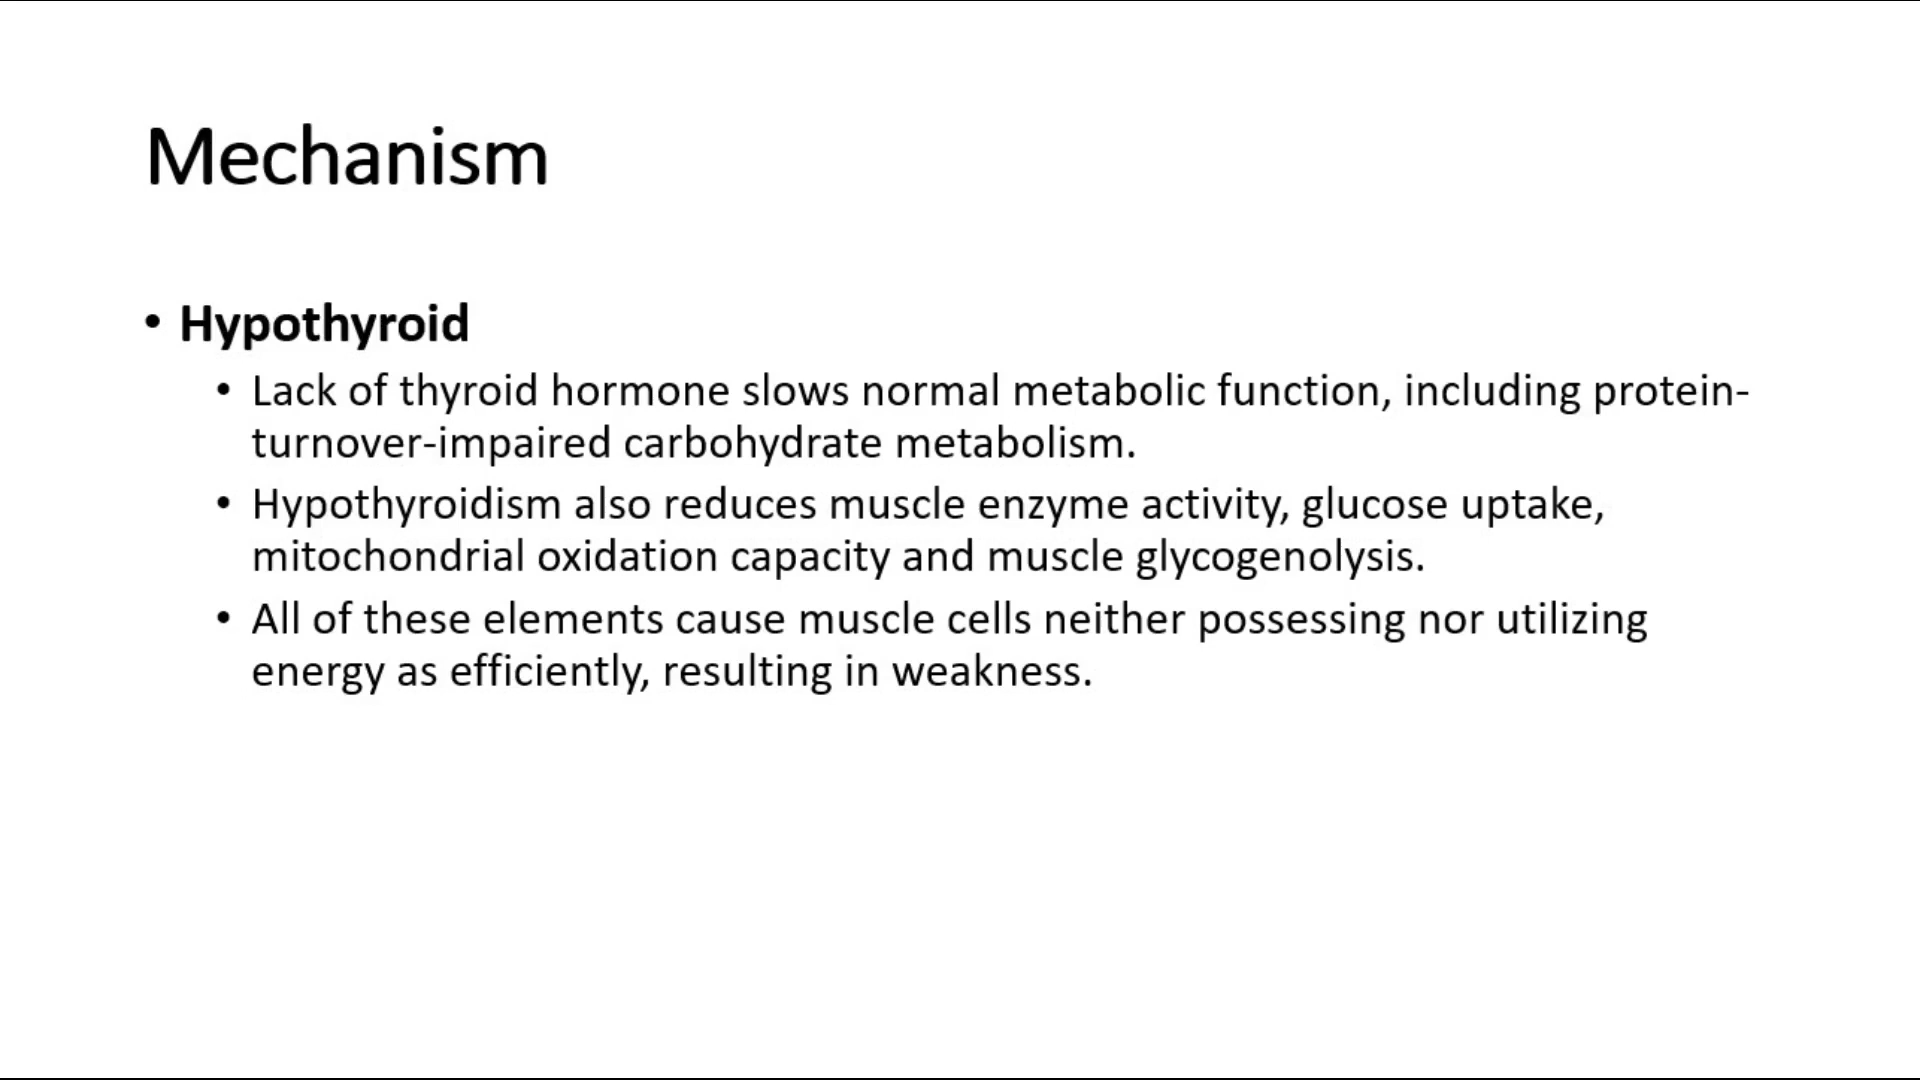 Mechanism
• Hypothyroid
• Lack of thyroid hormone slows normal metabolic function, including protein-
turnover-impaired carbohydrate metabolism.
• Hypothyroidism also reduces muscle enzyme activity, glucose uptake,
mitochondrial oxidation capacity and muscle glycogenolysis.
• All of these elements cause muscle cells neither possessing nor utilizing
energy as efficiently, resulting in weakness.